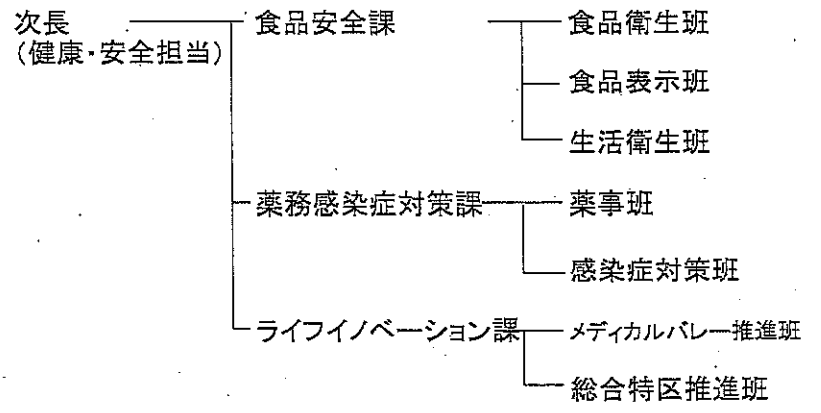 次長 食品安全課 食品衛生班
(健康・安全担当)
食品表示班
生活衛生班
薬務感染症対策課 薬事班
感染症対策班
ライフイノベーション課 メディカルバレー推進班
総合特区推進班